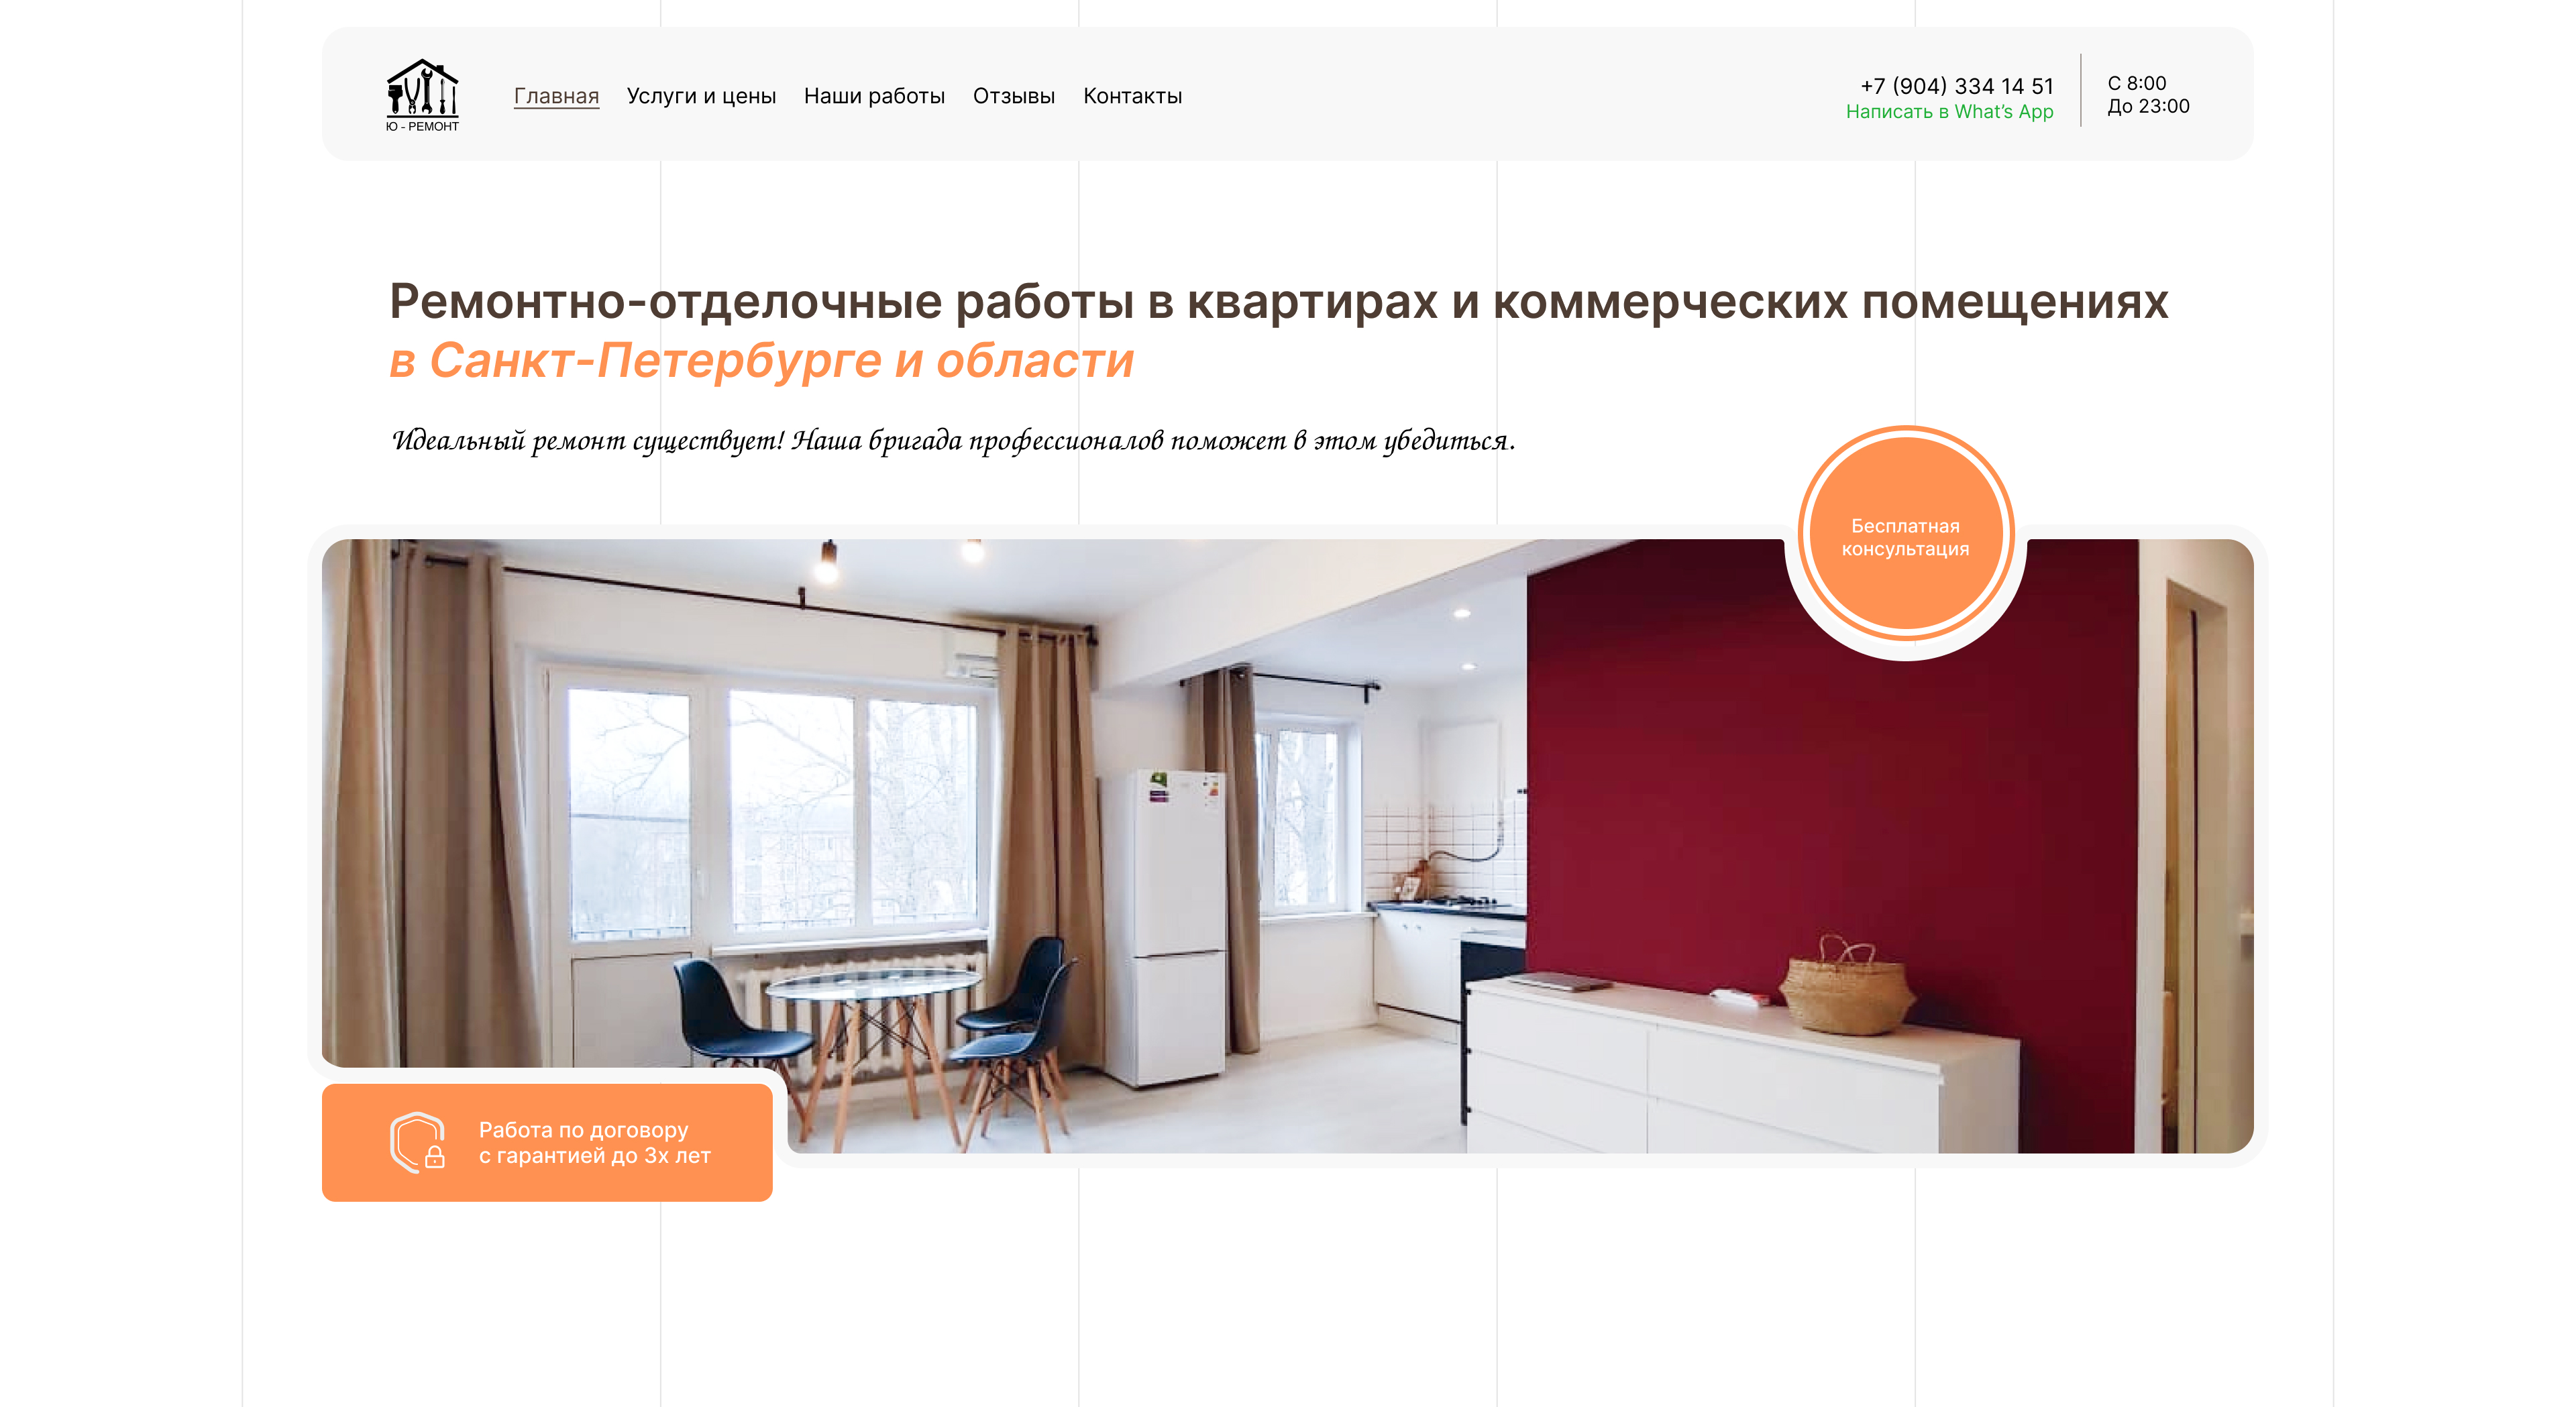 Ю - РЕМОНТ
Главная Услуги и цены Наши работы Отзывы Контакты
+7 (904) 334 14 51
Написать в What’s App
С 8:00
До 23:00
Ремонтно-отделочные работы в квартирах и коммерческих помещениях
в Санкт-Петербурге и области
Идеальный ремонт существует! Наша бригада профессионалов поможет в этом убедиться.
Бесплатная
консультация
Работа по договору
с гарантией до 3х лет